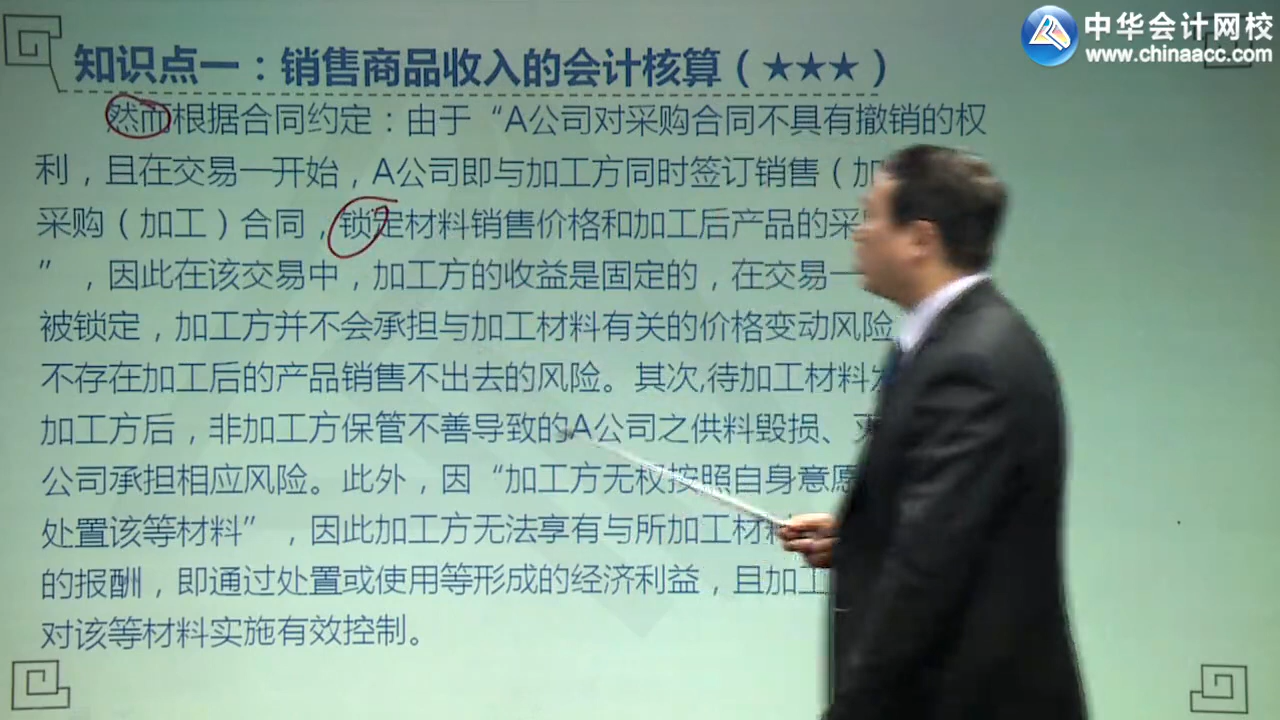 中华会计网校
www.chinaacc.com
知识点一：销售商品收入的会计核算（★★★）
然而根据合同约定：由于“A公司对采购合同不具有撤销的权
利，且在交易一开始，A公司即与加工方同时签订销售（加
采购（加工）合同，锁定材料销售价格和加工后产品的采
”，因此在该交易中，加工方的收益是固定的，在交易一
被锁定，加工方并不会承担与加工材料有关的价格变动风险
不存在加工后的产品销售不出去的风险。其次,待加工材料
加工方后，非加工方保管不善导致的A公司之供料毁损、
公司承担相应风险。此外，因“加工方无权按照自身意愿
处置该等材料”，因此加工方无法享有与所加工材
的报酬，即通过处置或使用等形成的经济利益，且加工
对该等材料实施有效控制。